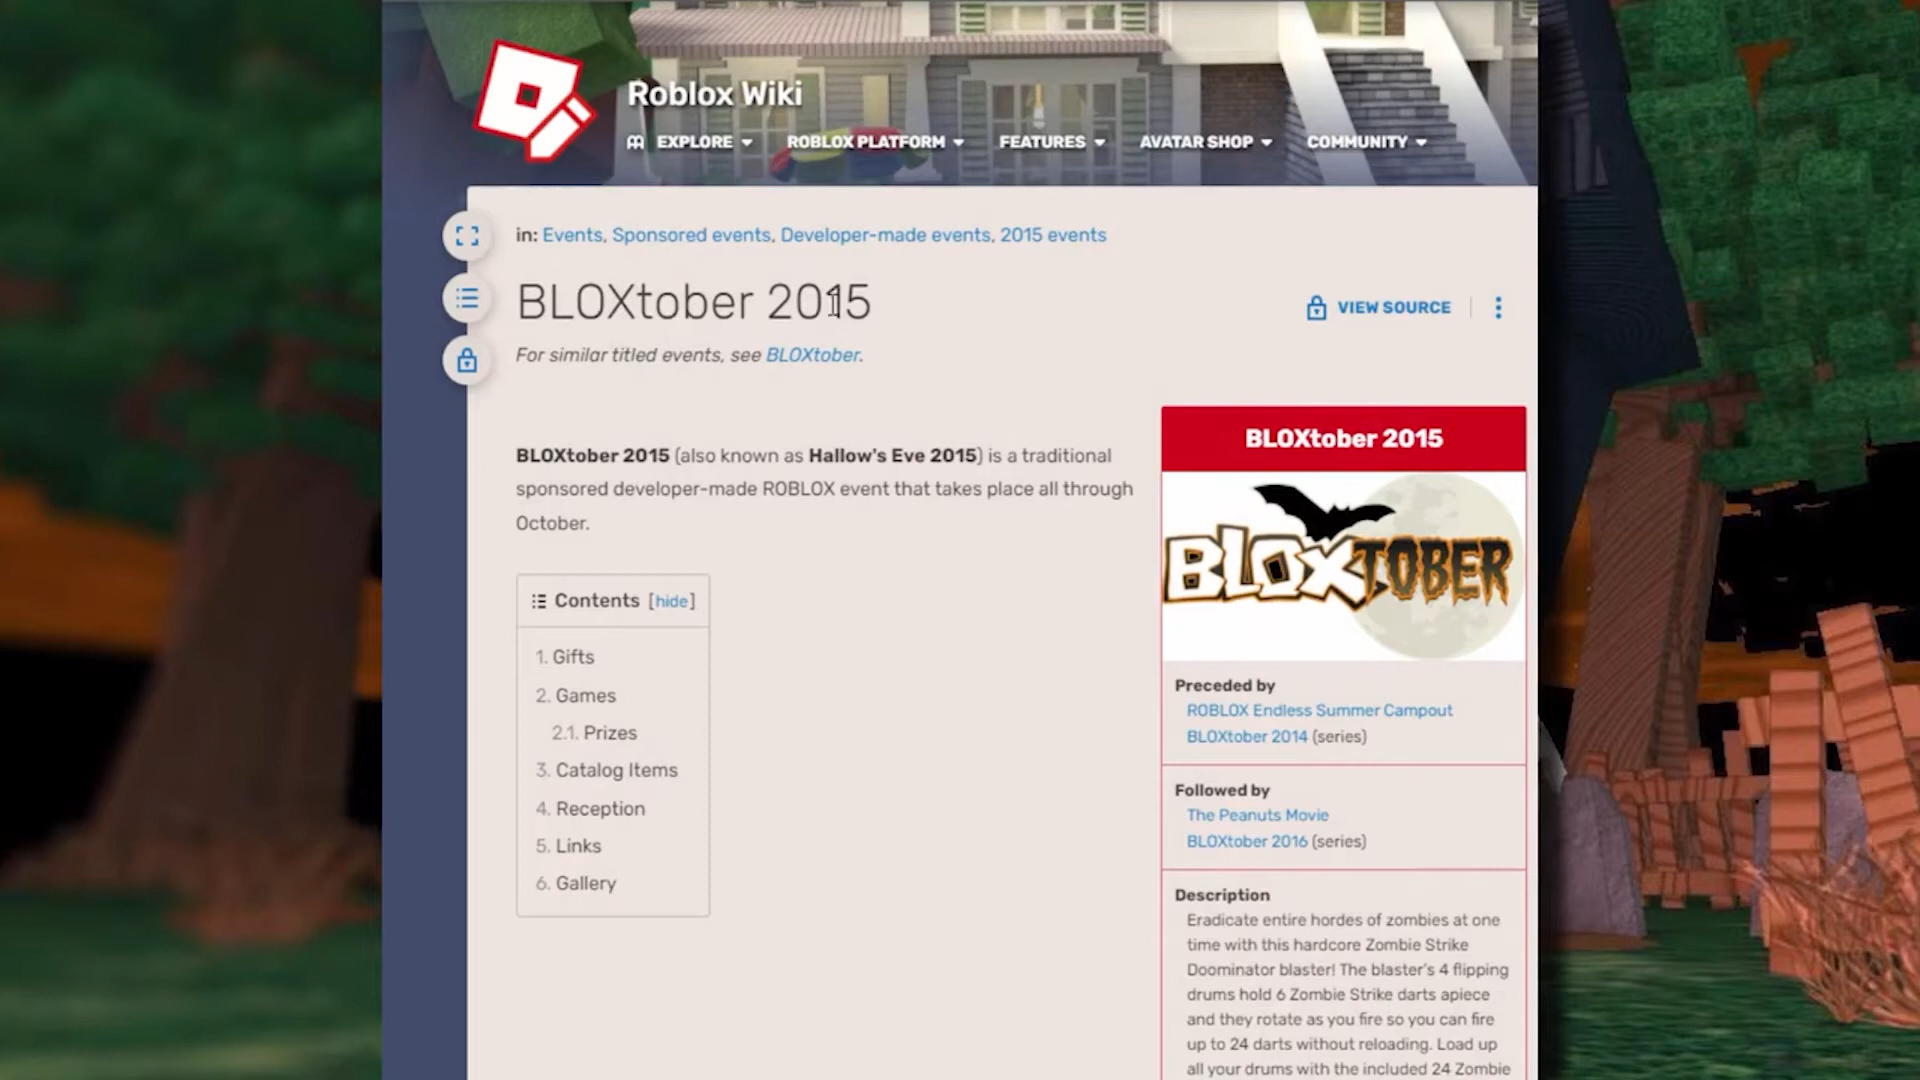 Roblox Wiki
EXPLORE
ROBLOX PLATFORM
FEATURES
AVATAR SHOP
COMMUNITY
in: Events, Sponsored events, Developer-made events, 2015 events
BLOXtober 2015
VIEW SOURCE
For similar titled events, see BLOXtober.
BLOXtober 2015 (also known as Hallow's Eve 2015) is a traditional
sponsored developer-made ROBLOX event that takes place all through
October.
Contents [hide]
1. Gifts
2. Games
2.1. Prizes
3. Catalog Items
4. Reception
5. Links
6. Gallery
BLOXtober 2015
BLOXTOBER
Preceded by
ROBLOX Endless Summer Campout
BLOXtober 2014 (series)
Followed by
The Peanuts Movie
BLOXtober 2016 (series)
Description
Eradicate entire hordes of zombies at one
time with this hardcore Zombie Strike
Doominator blaster! The blaster's 4 flipping
drums hold 6 Zombie Strike darts apiece
and they rotate as you fire so you can fire
up to 24 darts without reloading. Load up
all your drums with the included 24 Zombie